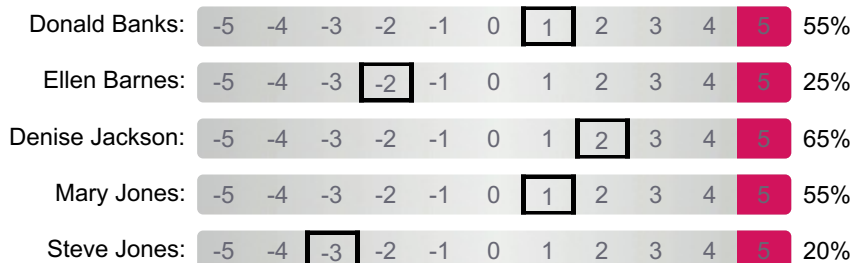 Donald Banks: -5 -4 -3 -2 -1 0 1 2 3 4 5 55%
Ellen Barnes: -5 -4 -3 -2 -1 0 1 2 3 4 5 25%
Denise Jackson: -5 -4 -3 -2 -1 0 1 2 3 4 5 65%
Mary Jones: -5 -4 -3 -2 -1 0 1 2 3 4 5 55%
Steve Jones: -5 -4 -3 -2 -1 0 1 2 3 4 5 20%